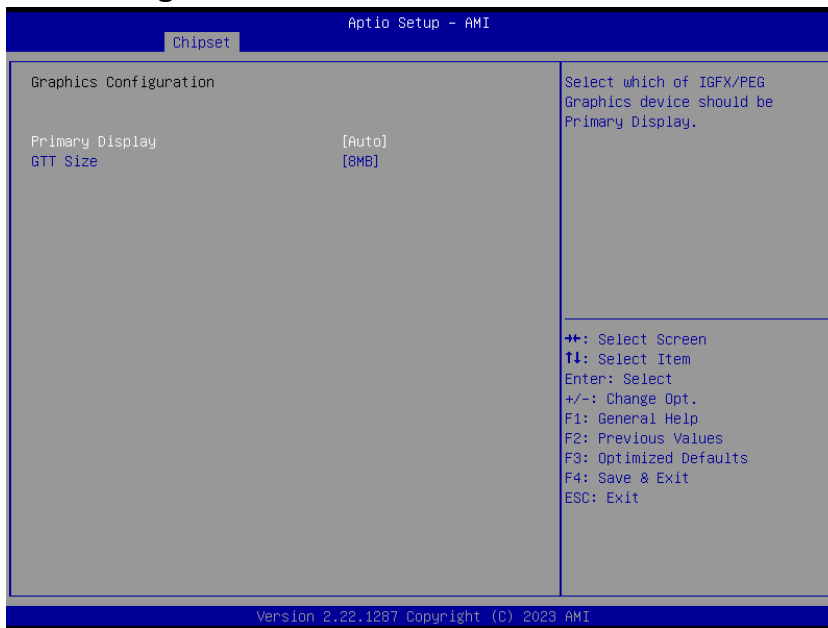 Aptio Setup – AMI
Chipset
Graphics Configuration
Primary Display [Auto]
GTT Size [8MB]
Select which of IGFX/PEG
Graphics device should be
Primary Display.
→←: Select Screen
↑↓: Select Item
Enter: Select
+/-: Change Opt.
F1: General Help
F2: Previous Values
F3: Optimized Defaults
F4: Save & Exit
ESC: Exit
Version 2.22.1287 Copyright (C) 2023 AMI